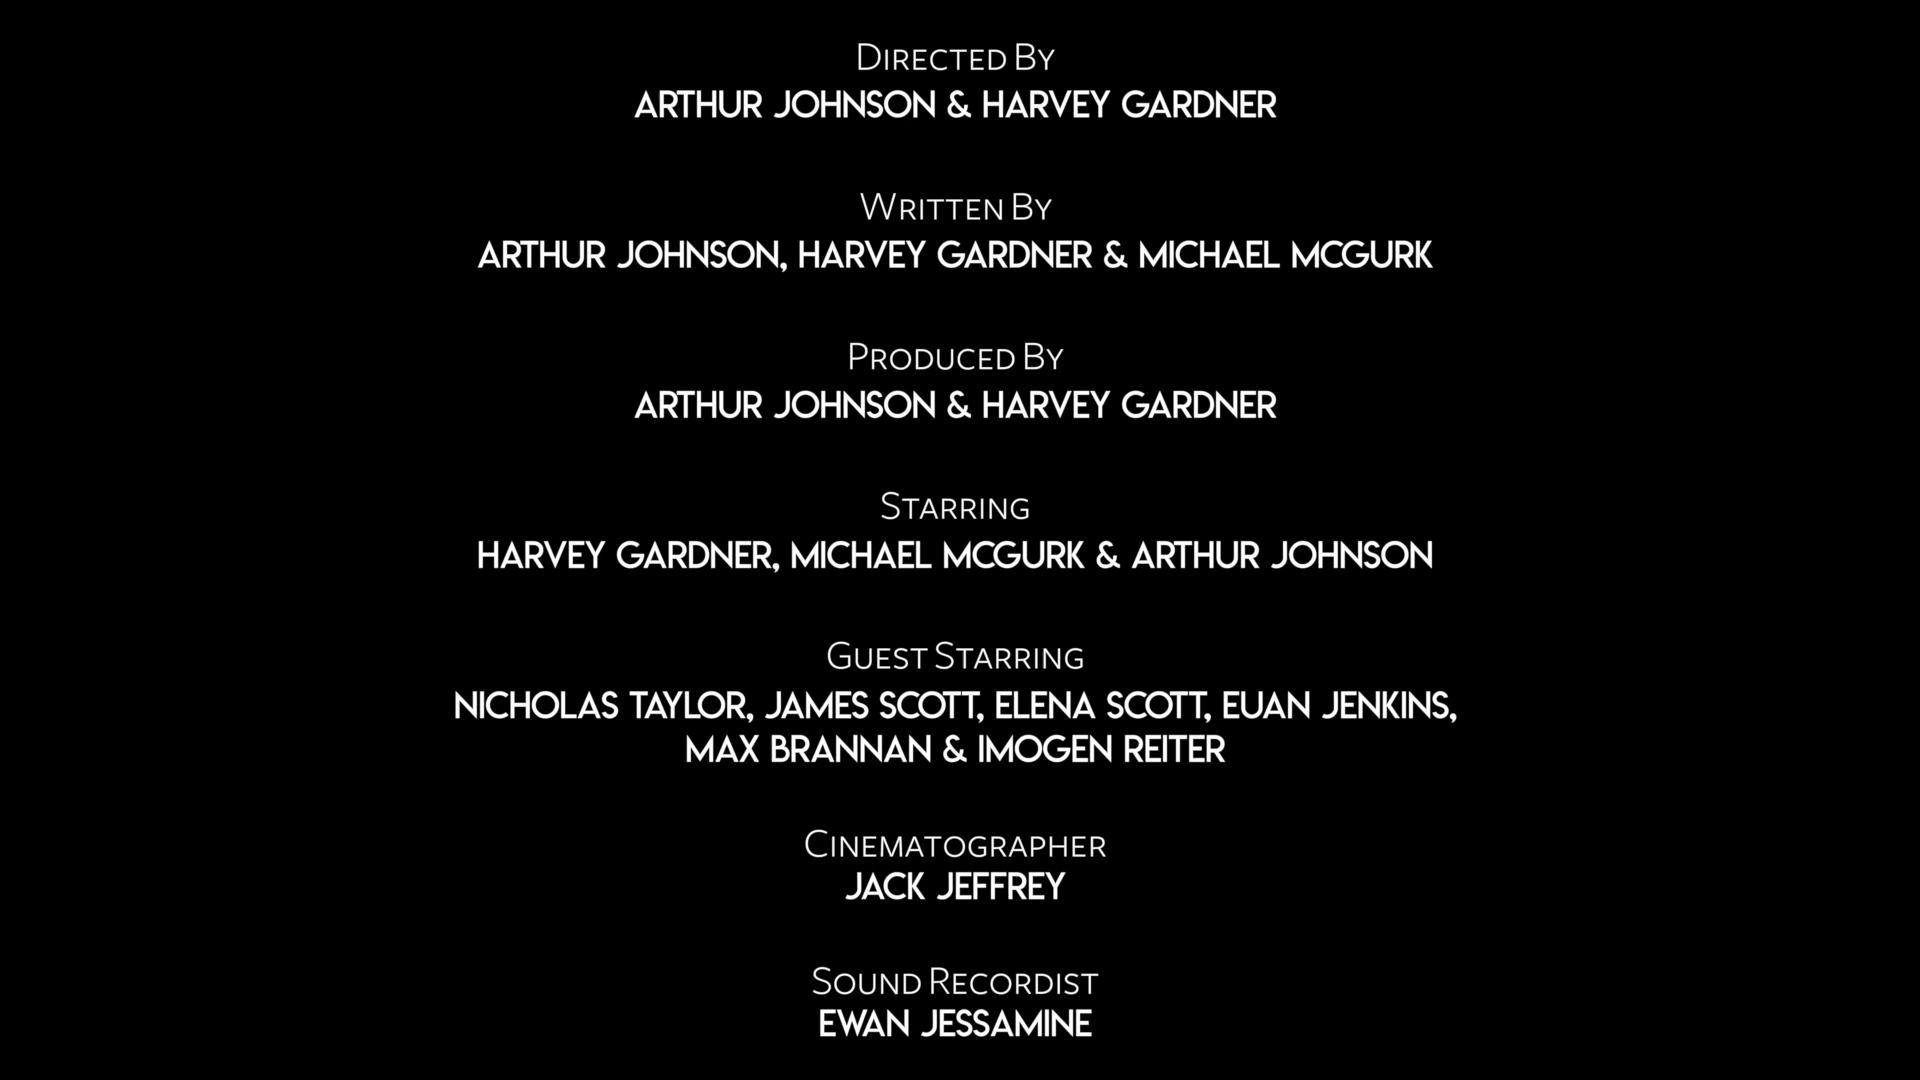 Directed By
ARTHUR JOHNSON & HARVEY GARDNER
Written By
ARTHUR JOHNSON, HARVEY GARDNER & MICHAEL MCGURK
Produced By
ARTHUR JOHNSON & HARVEY GARDNER
Starring
HARVEY GARDNER, MICHAEL MCGURK & ARTHUR JOHNSON
Guest Starring
NICHOLAS TAYLOR, JAMES SCOTT, ELENA SCOTT, EUAN JENKINS,
MAX BRANNAN & IMOGEN REITER
Cinematographer
JACK JEFFREY
Sound Recordist
EWAN JESSAMINE